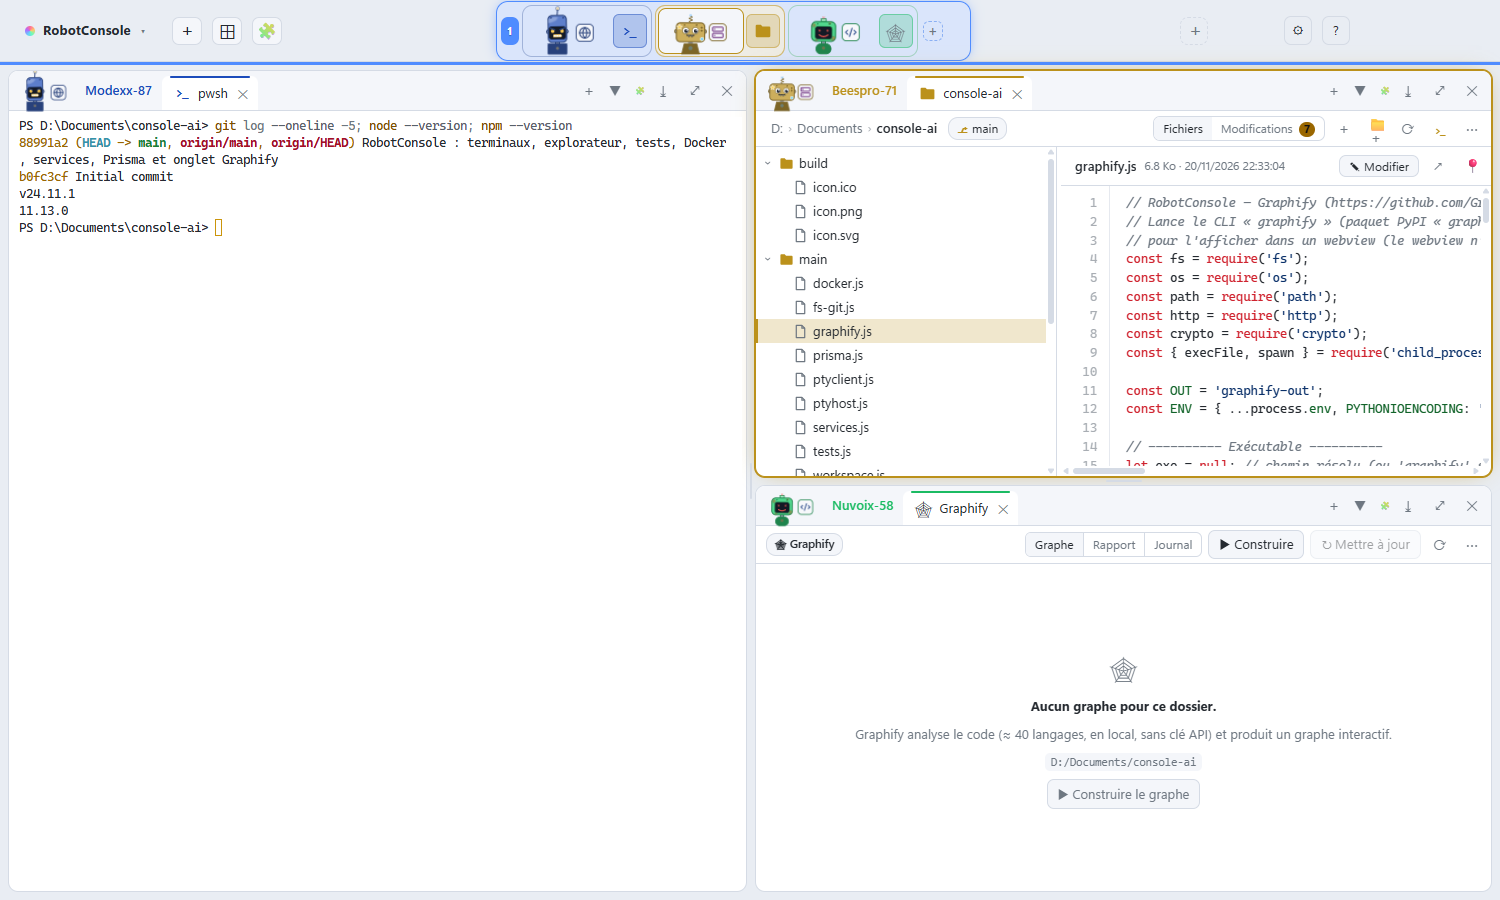 RobotConsole
1
Modexx-87
pwsh
PS D:\Documents\console-ai> git log --oneline -5; node --version; npm --version
88991a2 (HEAD -> main, origin/main, origin/HEAD) RobotConsole : terminaux, explorateur, tests, Docker
, services, Prisma et onglet Graphify
b0fc3cf Initial commit
v24.11.1
11.13.0
PS D:\Documents\console-ai>
Beespro-71
console-ai
D: › Documents › console-ai
main
Fichiers
Modifications 7
build
icon.ico
icon.png
icon.svg
main
docker.js
fs-git.js
graphify.js
prisma.js
ptyclient.js
ptyhost.js
services.js
tests.js
workspace.js
graphify.js 6.8 Ko · 20/11/2026 22:33:04
Modifier
1 // RobotConsole — Graphify (https://github.com/
2 // Lance le CLI « graphify » (paquet PyPI «
3 // pour l'afficher dans un webview (le webview
4 const fs = require('fs');
5 const os = require('os');
6 const path = require('path');
7 const http = require('http');
8 const crypto = require('crypto');
9 const { execFile, spawn } = require('child_proces
10
11 const OUT = 'graphify-out';
12 const ENV = { ...process.env, PYTHONIOENCODING: '
13
14 // ---------- Exécutable ----------
15 let exe = null; // chemin résolu (ou 'graphify'
Nuvoix-58
Graphify
Graphify
Graphe
Rapport
Journal
▶ Construire
↻ Mettre à jour
Aucun graphe pour ce dossier.
Graphify analyse le code (≈ 40 langages, en local, sans clé API) et produit un graphe interactif.
D:/Documents/console-ai
▶ Construire le graphe